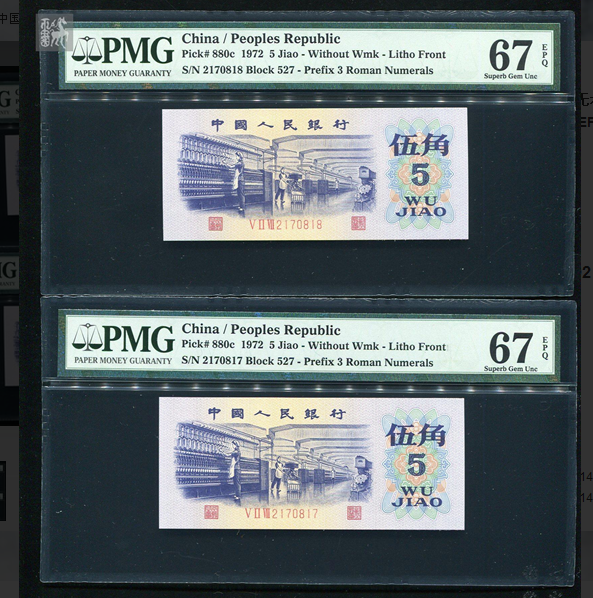 PMG
PAPER MONEY GUARANTY
China / Peoples Republic
Pick# 880c 1972 5 Jiao - Without Wmk - Litho Front
S/N 2170818 Block 527 - Prefix 3 Roman Numerals
67
EPQ
Superb Gem Unc
中國人民銀行
伍角
5
WU
JIAO
V II VIII 2170818
PMG
PAPER MONEY GUARANTY
China / Peoples Republic
Pick# 880c 1972 5 Jiao - Without Wmk - Litho Front
S/N 2170817 Block 527 - Prefix 3 Roman Numerals
67
EPQ
Superb Gem Unc
中國人民銀行
伍角
5
WU
JIAO
V II VIII 2170817